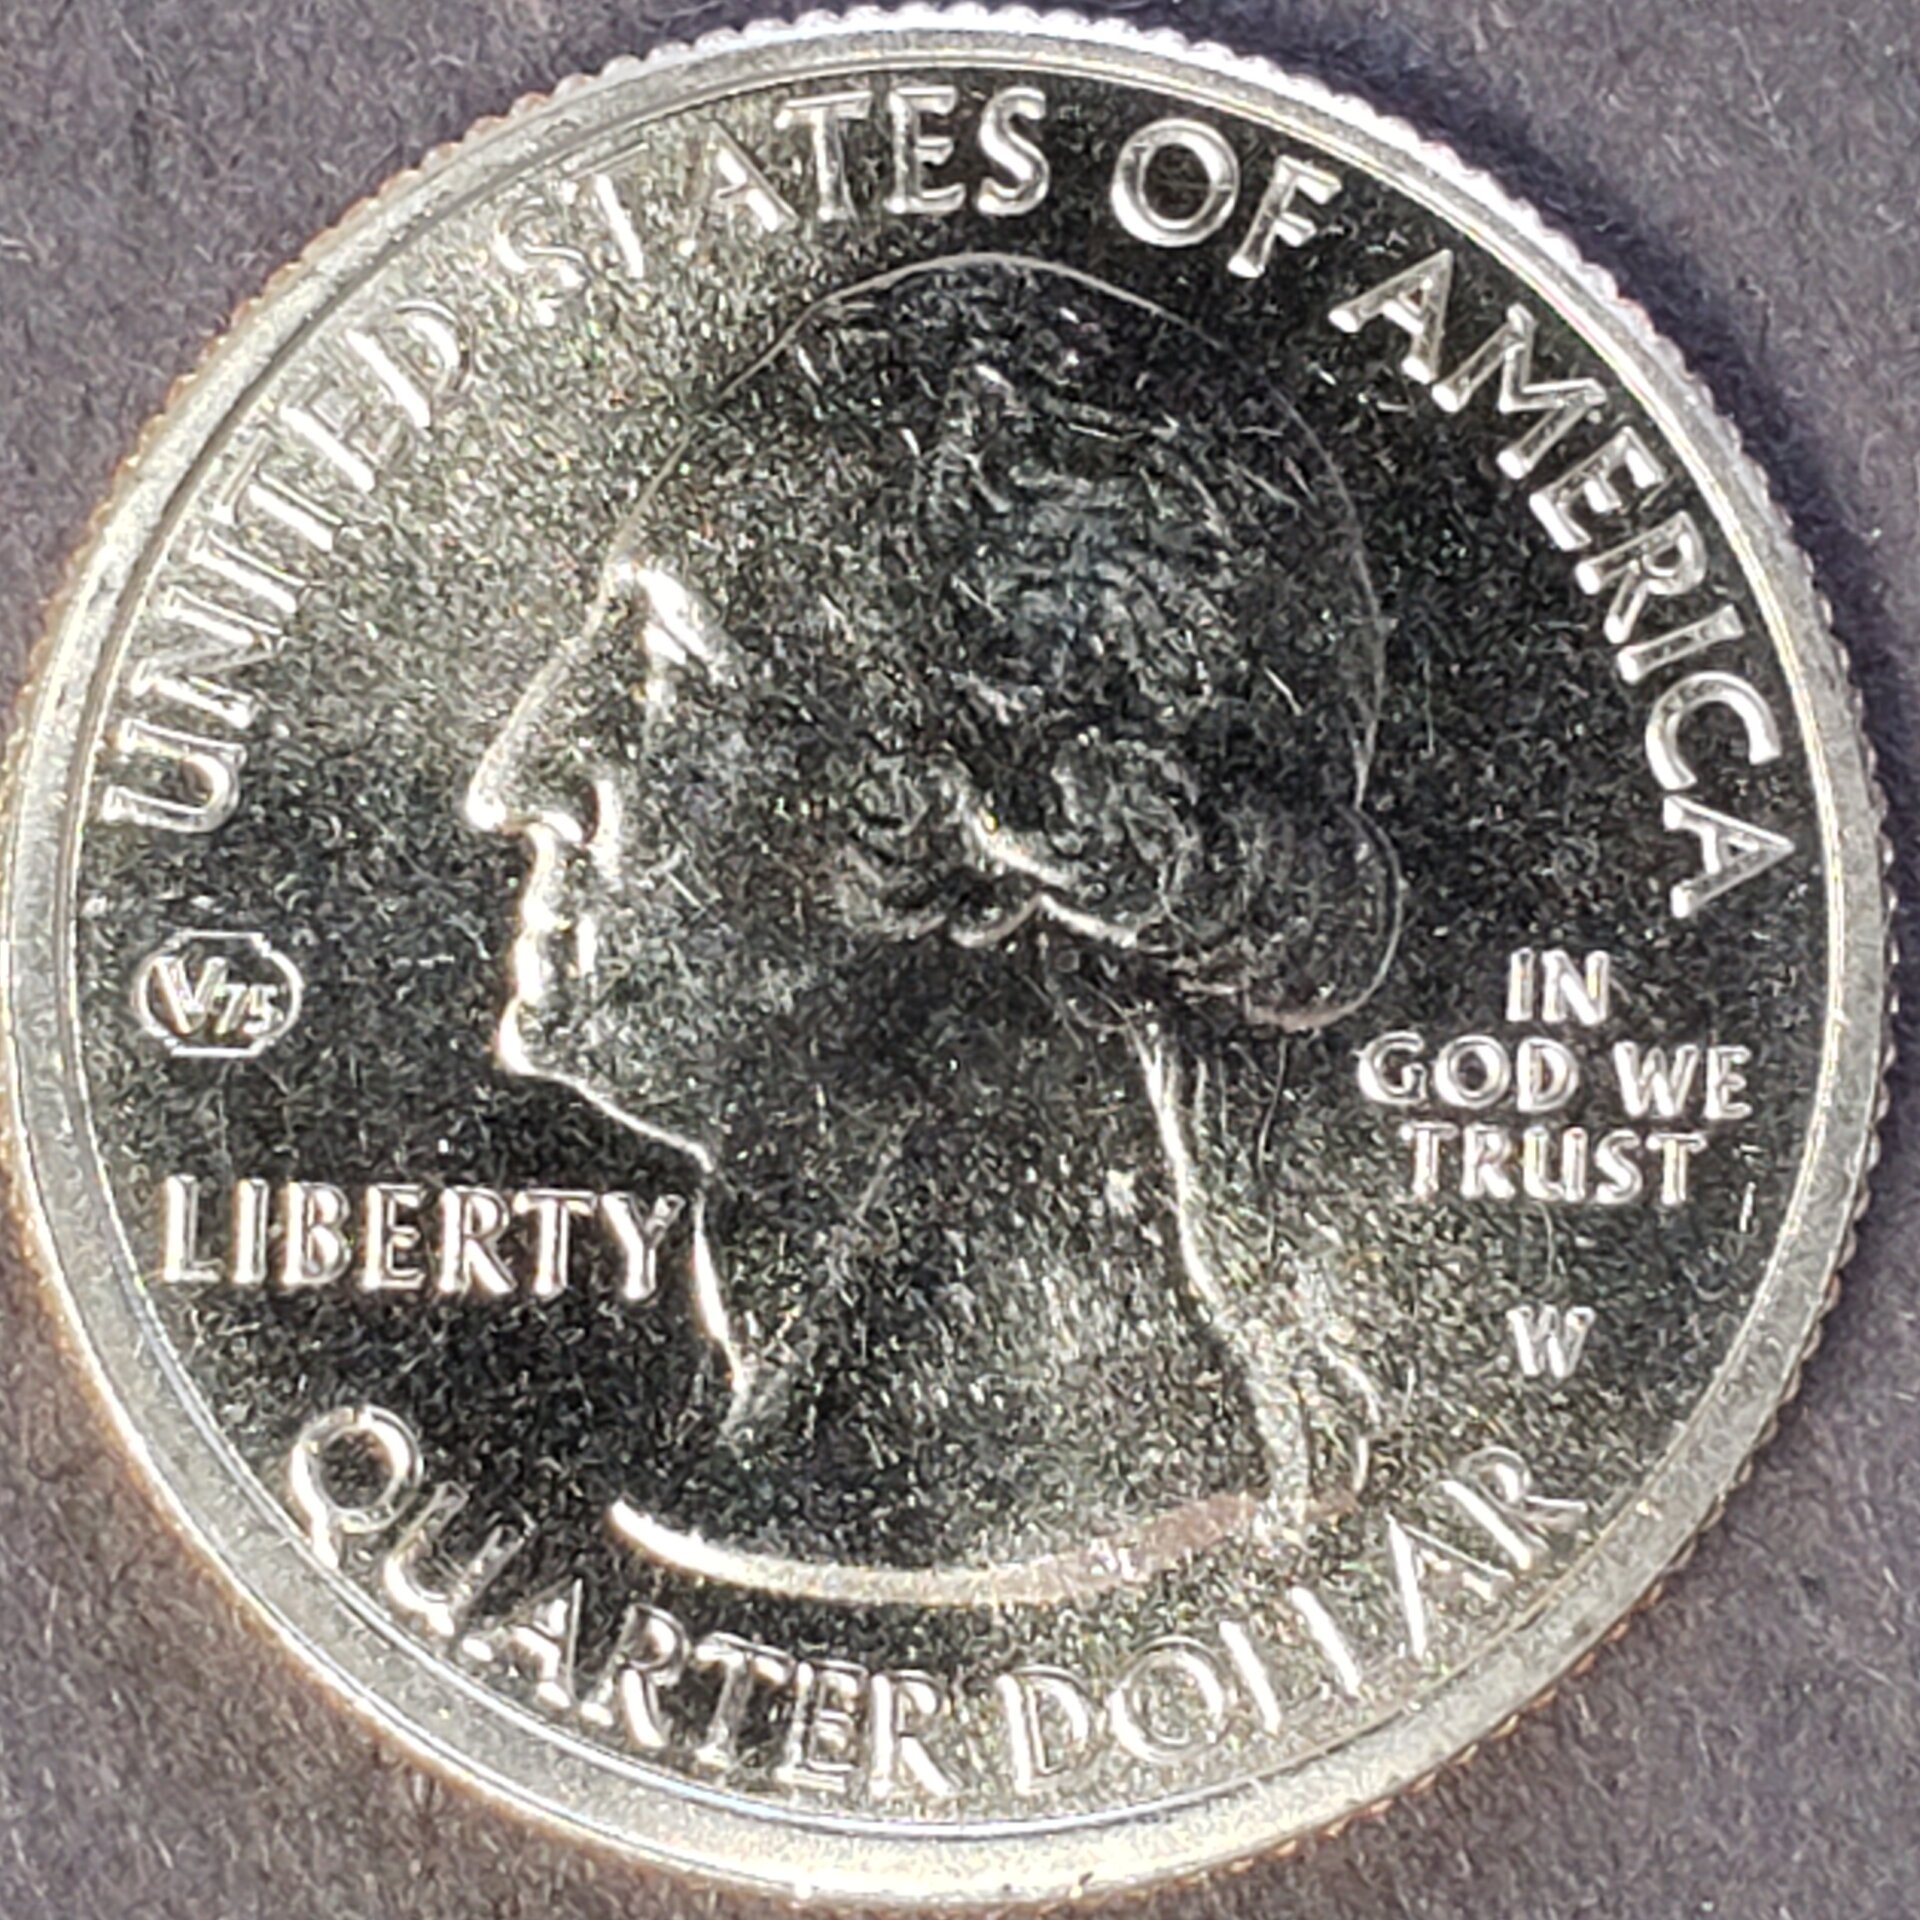 UNITED STATES OF AMERICA
V75
LIBERTY
IN
GOD WE
TRUST
W
QUARTER DOLLAR